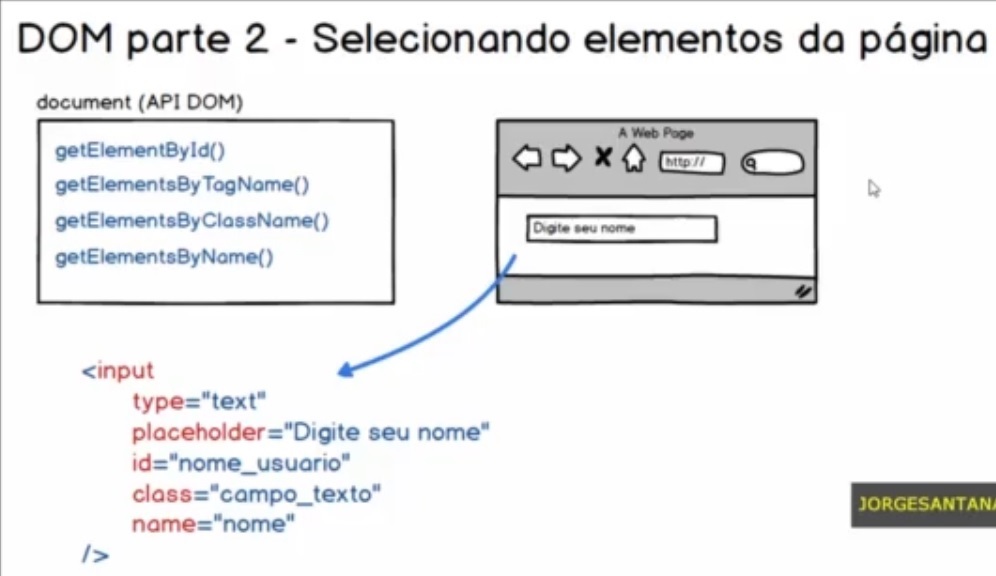 DOM parte 2 - Selecionando elementos da página
document (API DOM)
getElementById()
getElementsByTagName()
getElementsByClassName()
getElementsByName()
A Web Page
http://
Digite seu nome
<input
type="text"
placeholder="Digite seu nome"
id="nome_usuario"
class="campo_texto"
name="nome"
/>
JORGESANTANA